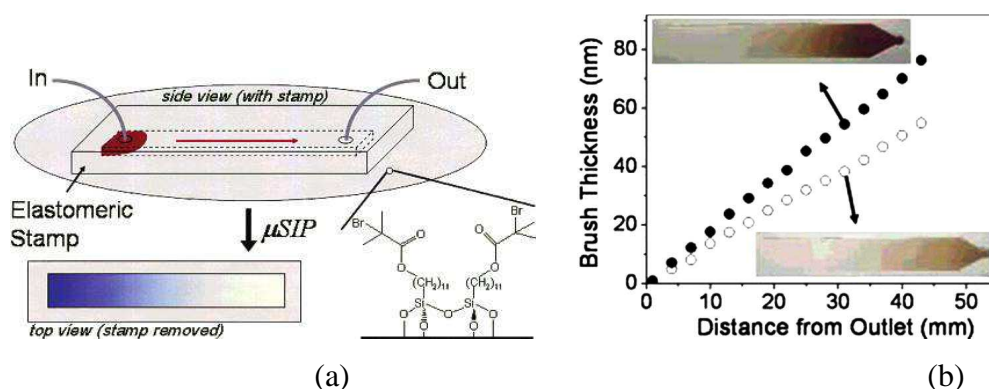 In
Out
side view (with stamp)
Elastomeric
Stamp
μSIP
top view (stamp removed)
Br
O
O
(CH₂)₁₁
Si
O
O
O
Br
O
O
(CH₂)₁₁
Si
O
O
O
(a)
b)
Brush Thickness (nm)
80
60
40
20
0
0
10
20
30
40
50
Distance from Outlet (mm)
(b)